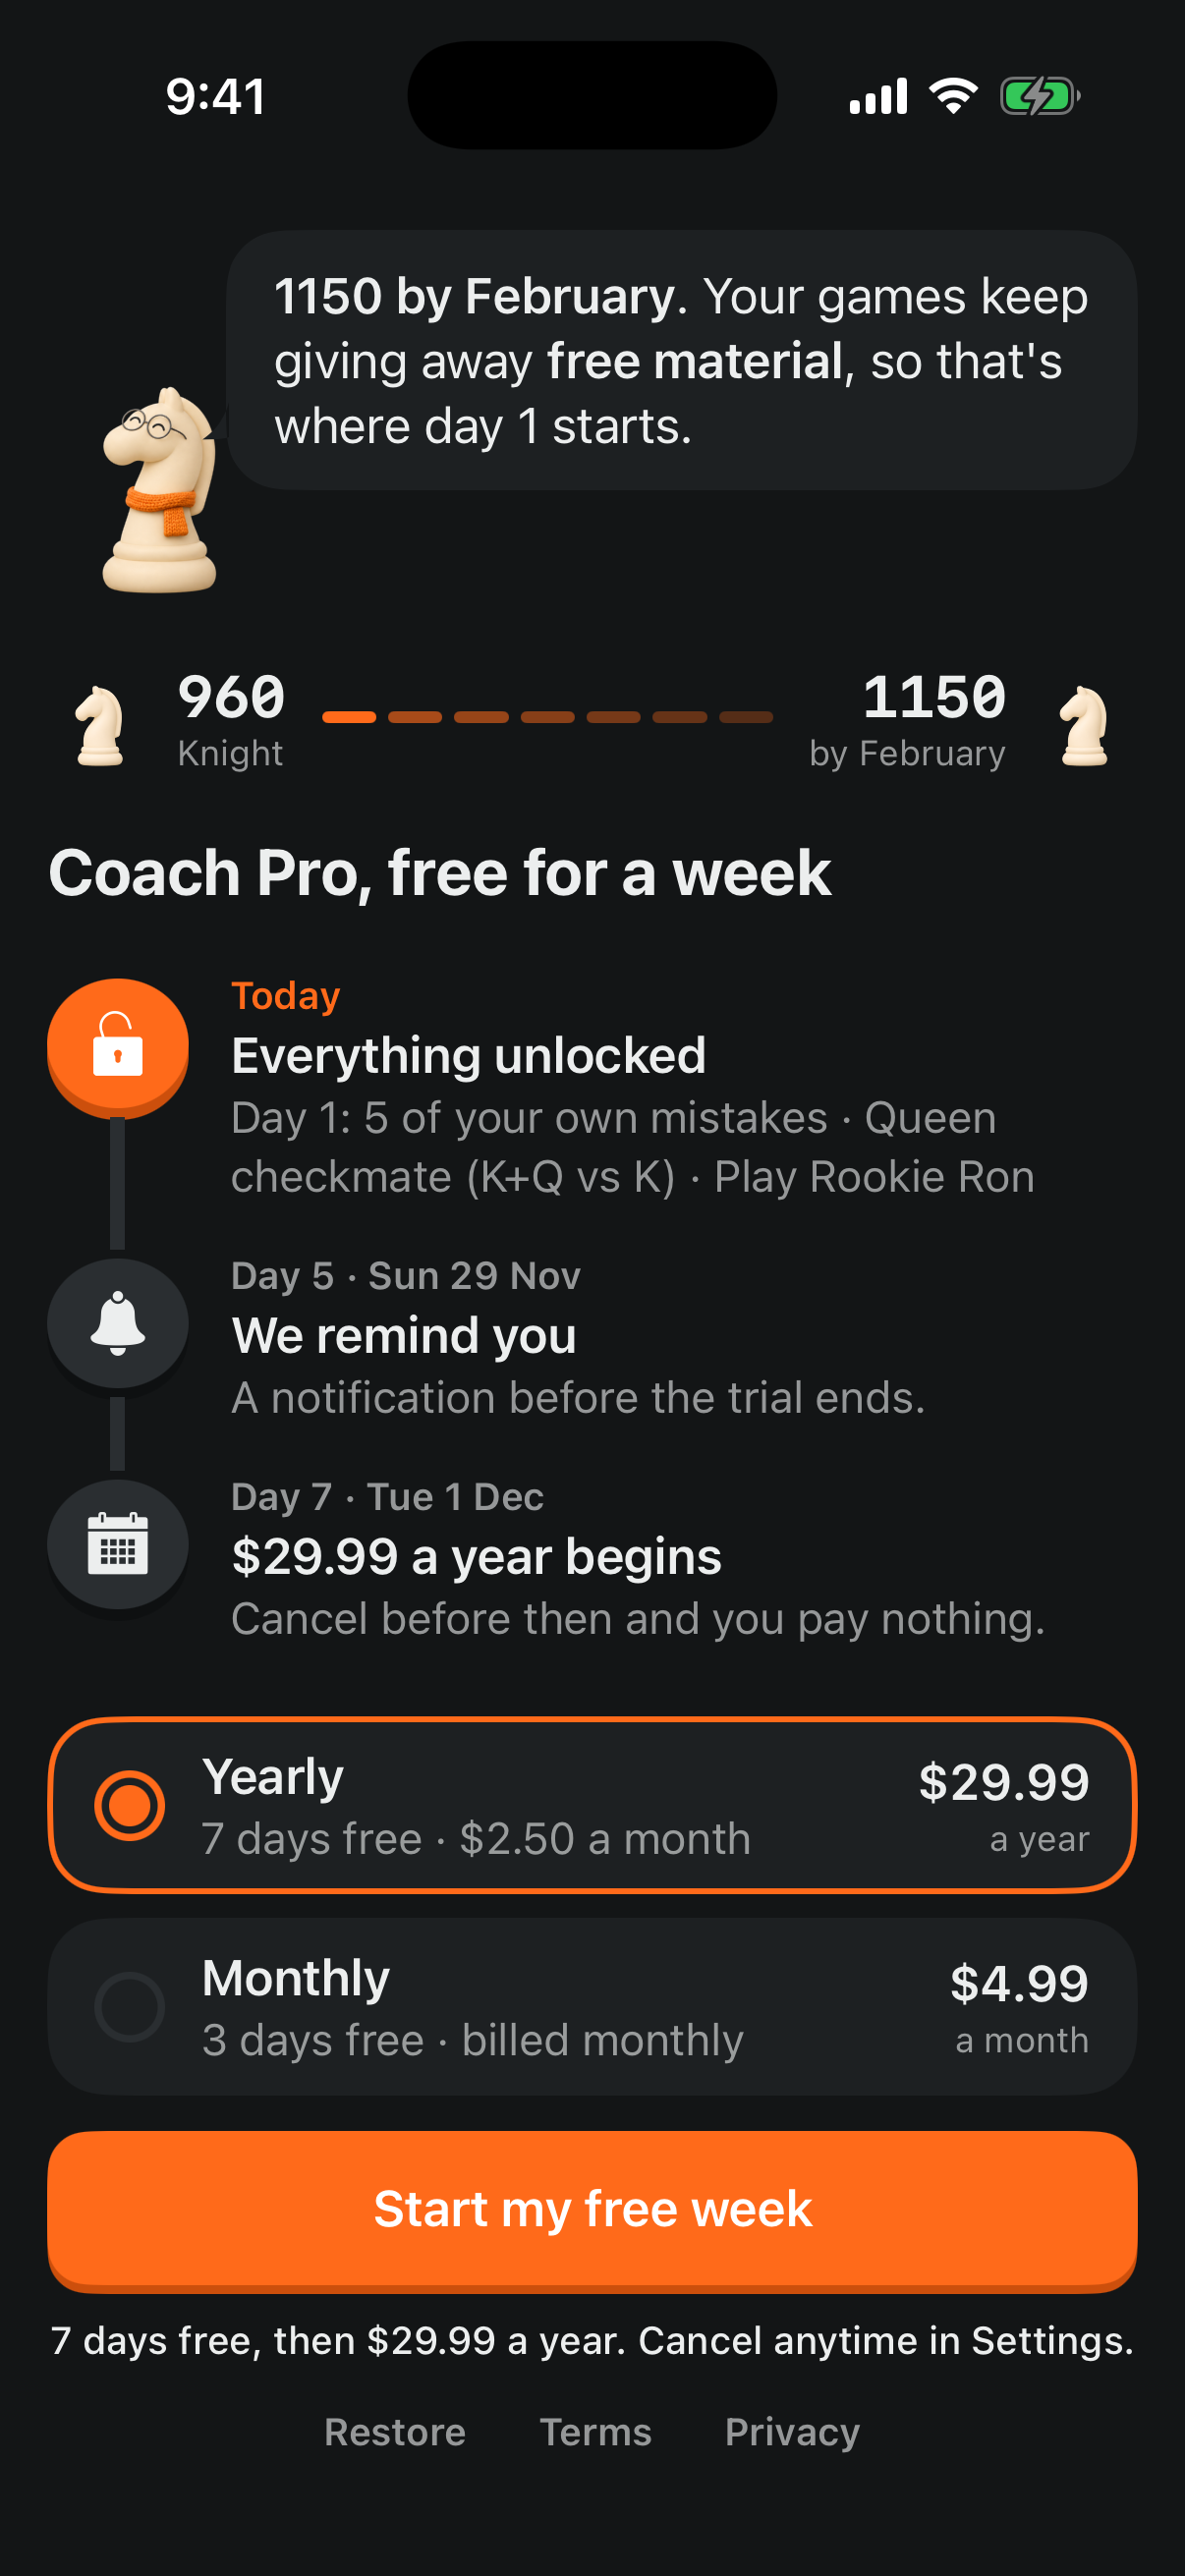 9:41
1150 by February. Your games keep
giving away free material, so that's
where day 1 starts.
960
Knight
1150
by February
Coach Pro, free for a week
Today
Everything unlocked
Day 1: 5 of your own mistakes · Queen
checkmate (K+Q vs K) · Play Rookie Ron
Day 5 · Sun 29 Nov
We remind you
A notification before the trial ends.
Day 7 · Tue 1 Dec
$29.99 a year begins
Cancel before then and you pay nothing.
Yearly
$29.99
7 days free · $2.50 a month
a year
Monthly
$4.99
3 days free · billed monthly
a month
Start my free week
7 days free, then $29.99 a year. Cancel anytime in Settings.
Restore Terms Privacy